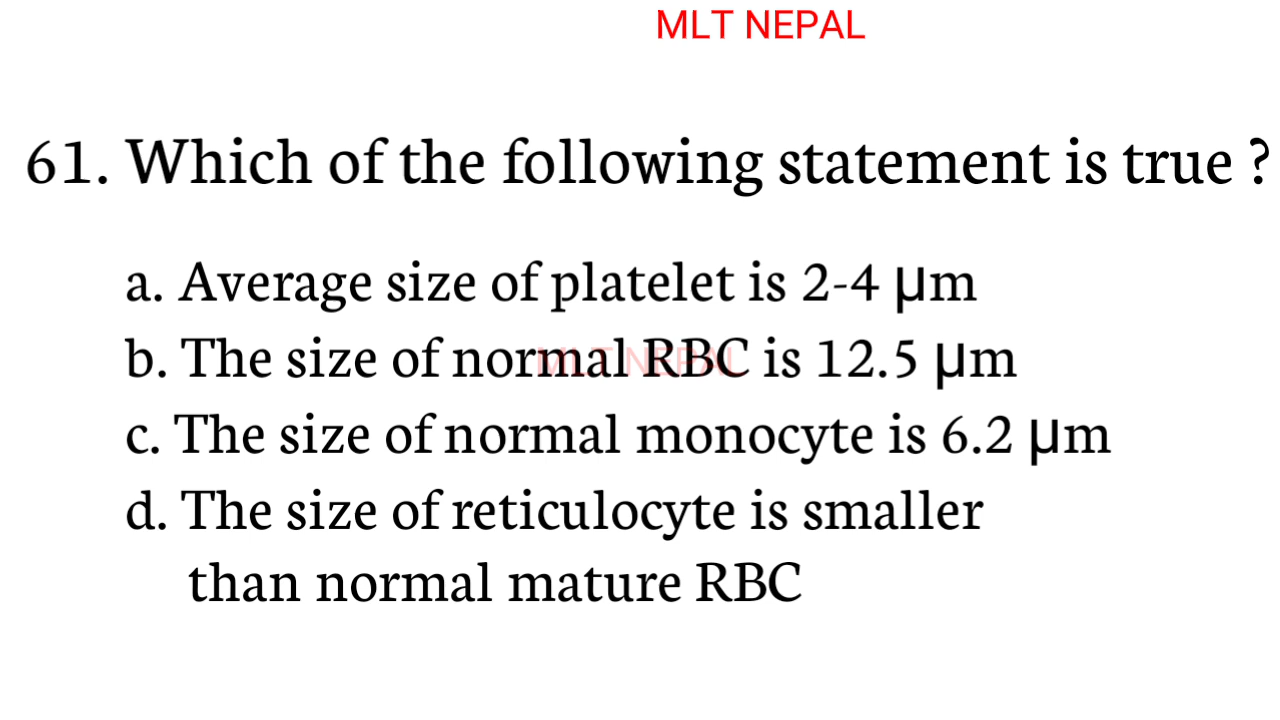 MLT NEPAL
61. Which of the following statement is true ?
a. Average size of platelet is 2-4 μm
b. The size of normal RBC is 12.5 μm
MLT NEPAL
c. The size of normal monocyte is 6.2 μm
d. The size of reticulocyte is smaller
than normal mature RBC